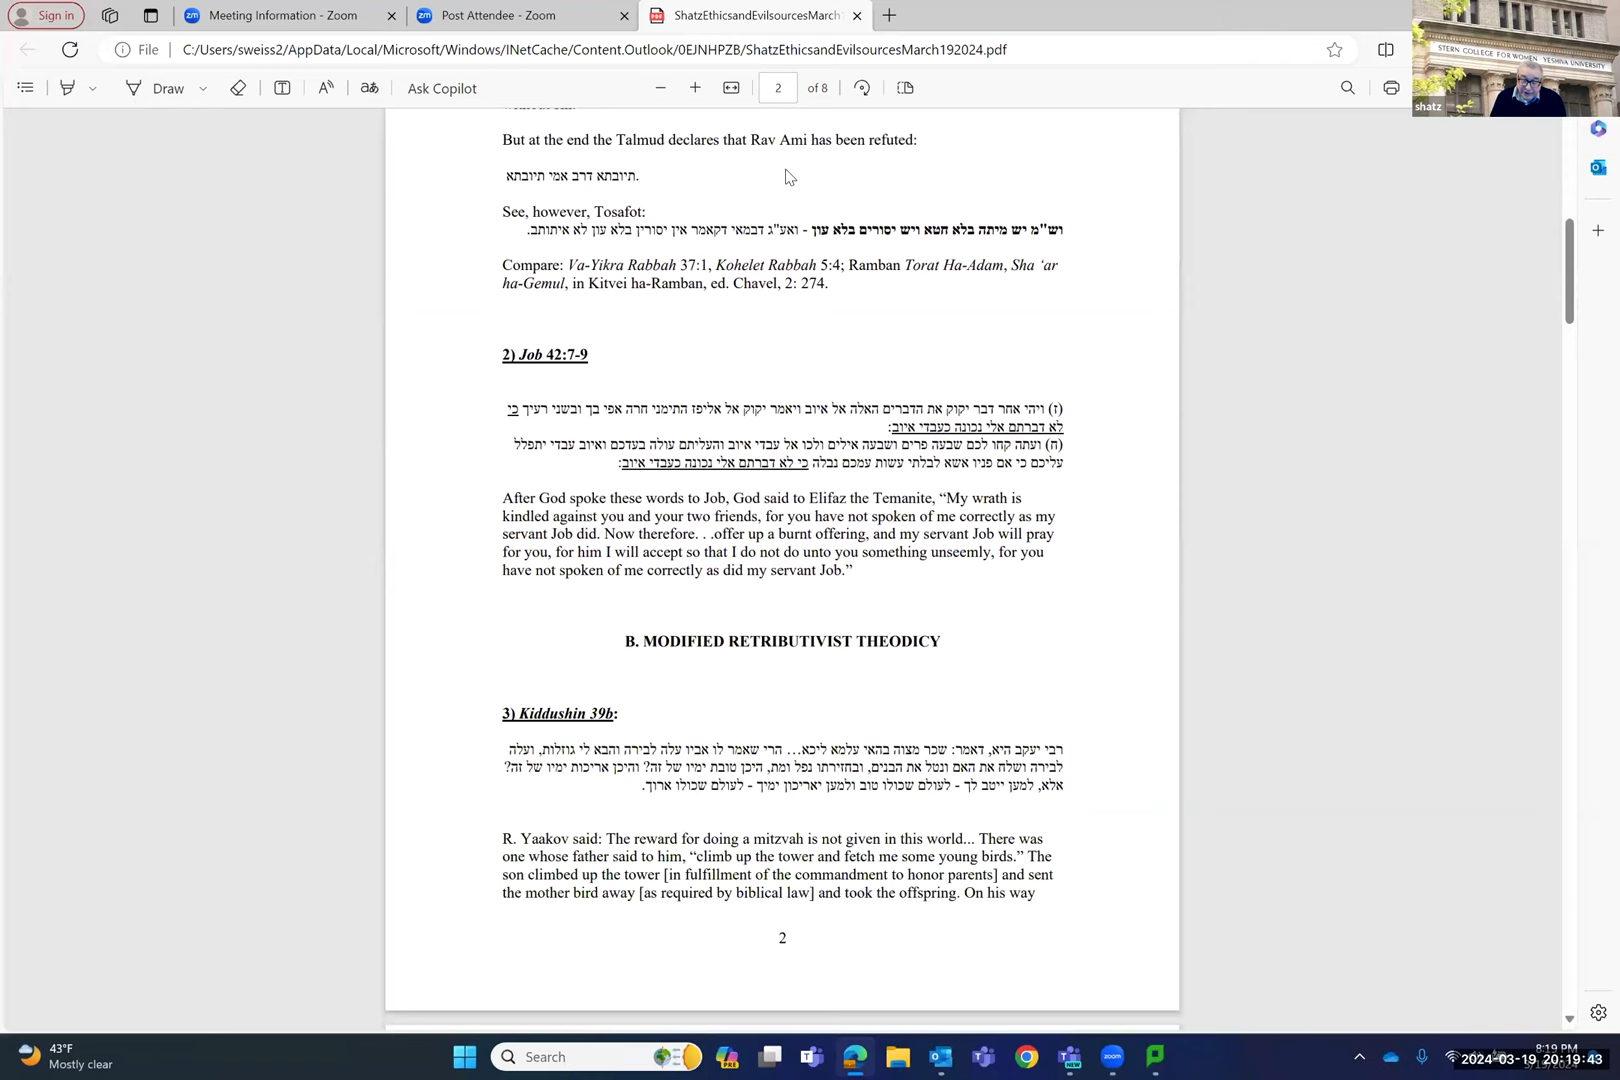 Sign in
Meeting Information - Zoom
Post Attendee - Zoom
ShatzEthicsandEvilsourcesMarch
File
C:/Users/sweiss2/AppData/Local/Microsoft/Windows/INetCache/Content.Outlook/0EJNHPZB/ShatzEthicsandEvilsourcesMarch192024.pdf
Draw
Ask Copilot
2
of 8
STERN COLLEGE FOR WOMEN · YESHIVA UNIVERSITY
shatz
But at the end the Talmud declares that Rav Ami has been refuted:
תיובתא דרב אמי תיובתא.
See, however, Tosafot:
וש"מ יש מיתה בלא חטא ויש יסורים בלא עון - ואע"ג דבמאי דקאמר אין יסורין בלא עון לא איתותב.
Compare: Va-Yikra Rabbah 37:1, Kohelet Rabbah 5:4; Ramban Torat Ha-Adam, Sha ‘ar
ha-Gemul, in Kitvei ha-Ramban, ed. Chavel, 2: 274.
2) Job 42:7-9
(ז) ויהי אחר דבר יקוק את הדברים האלה אל איוב ויאמר יקוק אל אליפז התימני חרה אפי בך ובשני רעיך כי
לא דברתם אלי נכונה כעבדי איוב:
(ח) ועתה קחו לכם שבעה פרים ושבעה אילים ולכו אל עבדי איוב והעליתם עולה בעדכם ואיוב עבדי יתפלל
עליכם כי אם פניו אשא לבלתי עשות עמכם נבלה כי לא דברתם אלי נכונה כעבדי איוב:
After God spoke these words to Job, God said to Elifaz the Temanite, “My wrath is
kindled against you and your two friends, for you have not spoken of me correctly as my
servant Job did. Now therefore. . .offer up a burnt offering, and my servant Job will pray
for you, for him I will accept so that I do not do unto you something unseemly, for you
have not spoken of me correctly as did my servant Job.”
B. MODIFIED RETRIBUTIVIST THEODICY
3) Kiddushin 39b:
רבי יעקב היא, דאמר: שכר מצוה בהאי עלמא ליכא... הרי שאמר לו אביו עלה לבירה והבא לי גוזלות, ועלה
לבירה ושלח את האם ונטל את הבנים, ובחזירתו נפל ומת, היכן טובת ימיו של זה? והיכן אריכות ימיו של זה?
אלא, למען ייטב לך - לעולם שכולו טוב ולמען יאריכון ימיך - לעולם שכולו ארוך.
R. Yaakov said: The reward for doing a mitzvah is not given in this world... There was
one whose father said to him, “climb up the tower and fetch me some young birds.” The
son climbed up the tower [in fulfillment of the commandment to honor parents] and sent
the mother bird away [as required by biblical law] and took the offspring. On his way
2
43°F
Mostly clear
Search
8:19 PM
2024-03-19 20:19:43